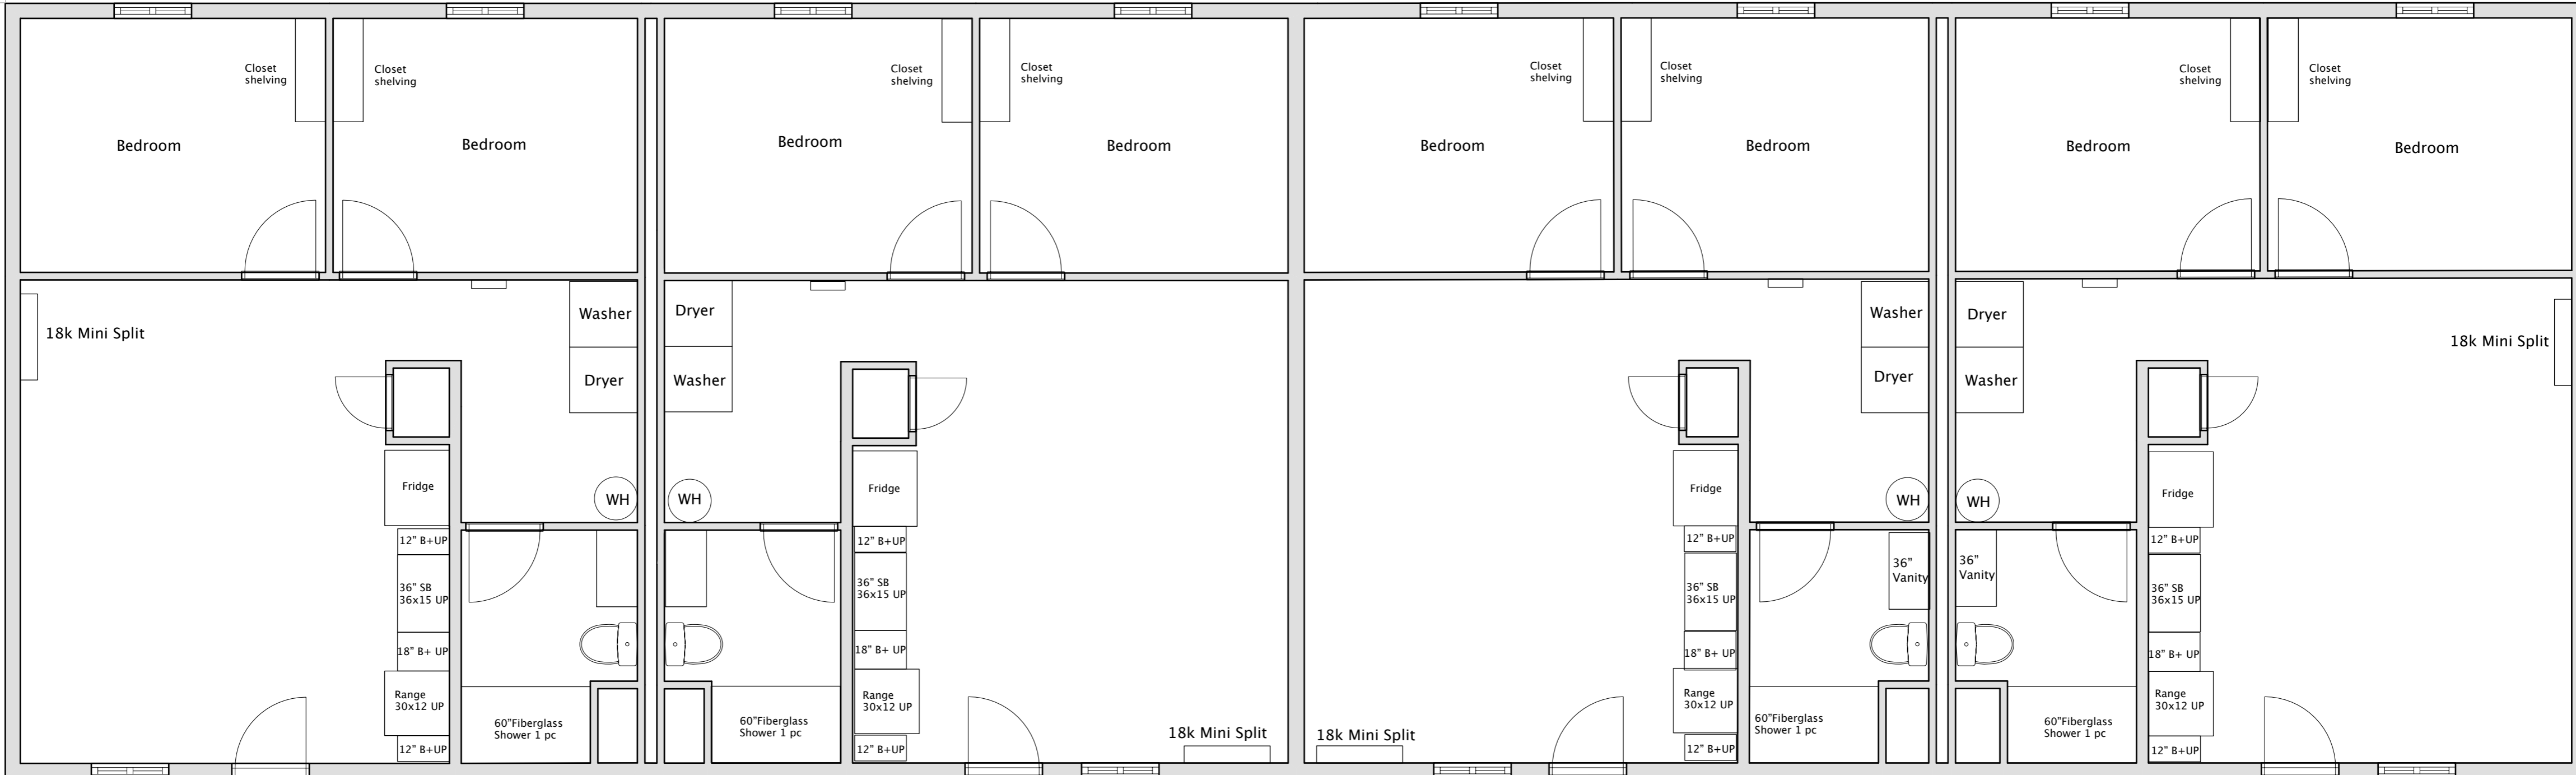 Closet
shelving
Closet
shelving
Bedroom
Bedroom
Closet
shelving
Closet
shelving
Bedroom
Bedroom
Closet
shelving
Closet
shelving
Bedroom
Bedroom
Closet
shelving
Closet
shelving
Bedroom
Bedroom
18k Mini Split
Washer
Dryer
WH
Fridge
12" B+UP
36" SB
36x15 UP
18" B+ UP
Range
30x12 UP
12" B+UP
60"Fiberglass
Shower 1 pc
Dryer
Washer
WH
Fridge
12" B+UP
36" SB
36x15 UP
18" B+ UP
Range
30x12 UP
12" B+UP
60"Fiberglass
Shower 1 pc
18k Mini Split
18k Mini Split
Washer
Dryer
WH
Fridge
12" B+UP
36" SB
36x15 UP
18" B+ UP
Range
30x12 UP
12" B+UP
36"
Vanity
60"Fiberglass
Shower 1 pc
Dryer
Washer
WH
36"
Vanity
60"Fiberglass
Shower 1 pc
Fridge
12" B+UP
36" SB
36x15 UP
18" B+ UP
Range
30x12 UP
12" B+UP
18k Mini Split